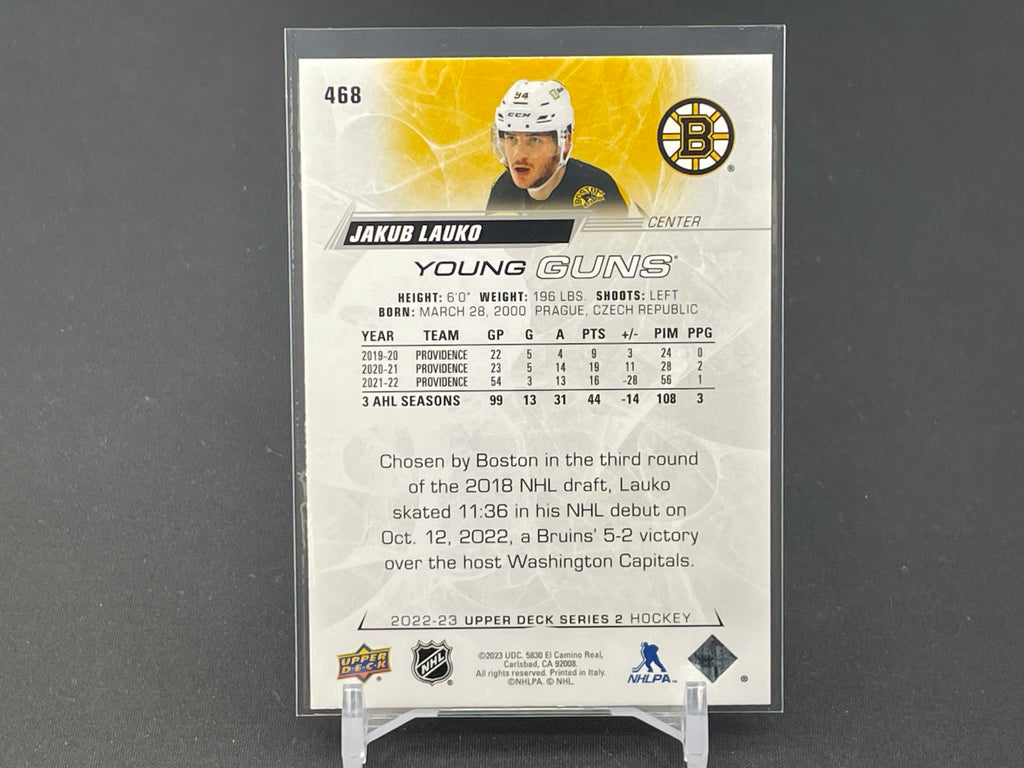 468
94
CCM
BOSTON
B
®
CENTER
JAKUB LAUKO
YOUNG GUNS®
HEIGHT: 6'0" WEIGHT: 196 LBS. SHOOTS: LEFT
BORN: MARCH 28, 2000 PRAGUE, CZECH REPUBLIC
YEAR TEAM GP G A PTS +/- PIM PPG
2019-20 PROVIDENCE 22 5 4 9 3 24 0
2020-21 PROVIDENCE 23 5 14 19 11 28 2
2021-22 PROVIDENCE 54 3 13 16 -28 56 1
3 AHL SEASONS 99 13 31 44 -14 108 3
Chosen by Boston in the third round
of the 2018 NHL draft, Lauko
skated 11:36 in his NHL debut on
Oct. 12, 2022, a Bruins' 5-2 victory
over the host Washington Capitals.
2022-23 UPPER DECK SERIES 2 HOCKEY
UPPER DECK®
NHL®
©2023 UDC. 5830 El Camino Real,
Carlsbad, CA 92008.
All rights reserved. Printed in Italy.
©NHLPA. © NHL.
NHLPA™
®